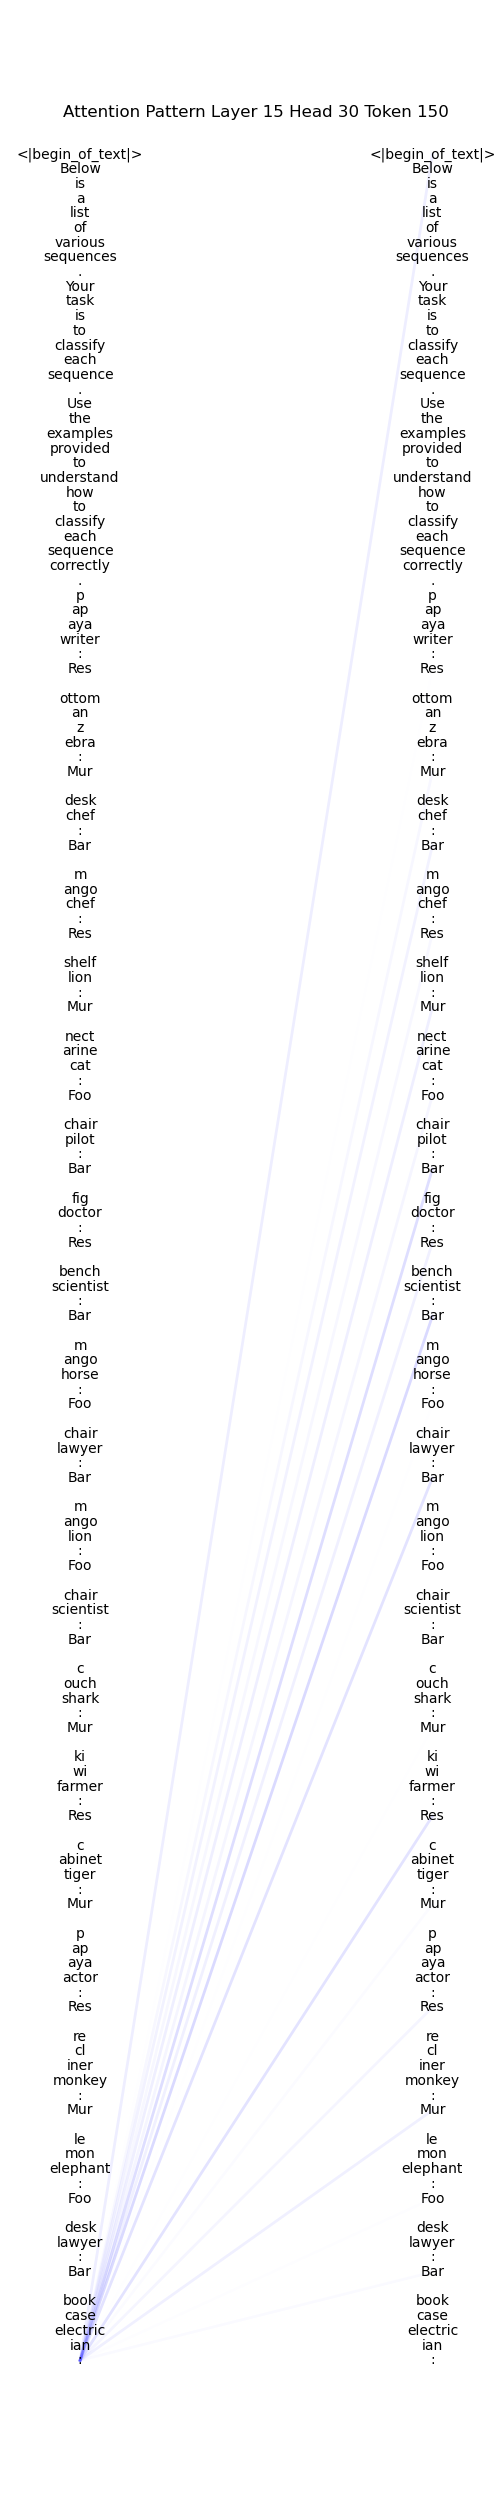 Attention Pattern Layer 15 Head 30 Token 150
<|begin_of_text|> <|begin_of_text|>
Below Below
is is
a a
list list
of of
various various
sequences sequences
. .
Your Your
task task
is is
to to
classify classify
each each
sequence sequence
. .
Use Use
the the
examples examples
provided provided
to to
understand understand
how how
to to
classify classify
each each
sequence sequence
correctly correctly
. .
p p
ap ap
aya aya
writer writer
: :
Res Res
ottom ottom
an an
z z
ebra ebra
: :
Mur Mur
desk desk
chef chef
: :
Bar Bar
m m
ango ango
chef chef
: :
Res Res
shelf shelf
lion lion
: :
Mur Mur
nect nect
arine arine
cat cat
: :
Foo Foo
chair chair
pilot pilot
: :
Bar Bar
fig fig
doctor doctor
: :
Res Res
bench bench
scientist scientist
: :
Bar Bar
m m
ango ango
horse horse
: :
Foo Foo
chair chair
lawyer lawyer
: :
Bar Bar
m m
ango ango
lion lion
: :
Foo Foo
chair chair
scientist scientist
: :
Bar Bar
c c
ouch ouch
shark shark
: :
Mur Mur
ki ki
wi wi
farmer farmer
: :
Res Res
c c
abinet abinet
tiger tiger
: :
Mur Mur
p p
ap ap
aya aya
actor actor
: :
Res Res
re re
cl cl
iner iner
monkey monkey
: :
Mur Mur
le le
mon mon
elephant elephant
: :
Foo Foo
desk desk
lawyer lawyer
: :
Bar Bar
book book
case case
electric electric
ian ian
: :